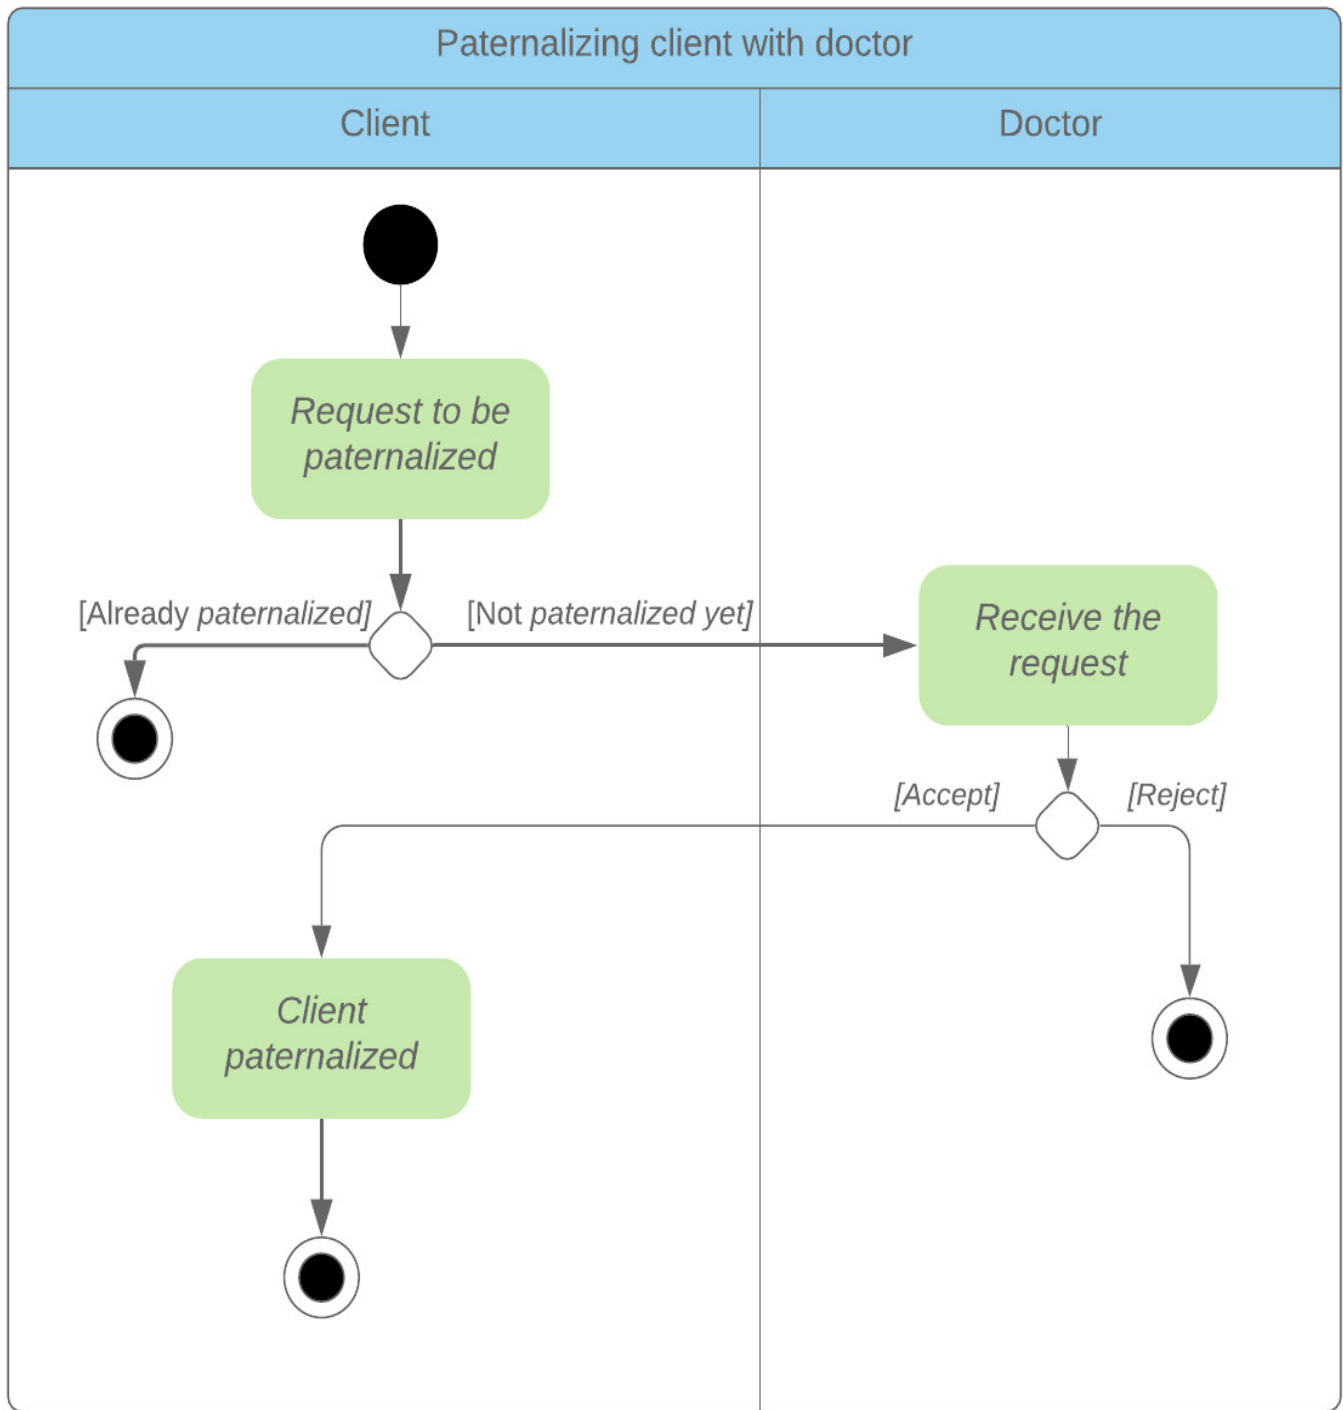 Paternalizing client with doctor
Client
Doctor
Request to be
paternalized
[Already paternalized]
[Not paternalized yet]
Receive the
request
[Accept]
[Reject]
Client
paternalized